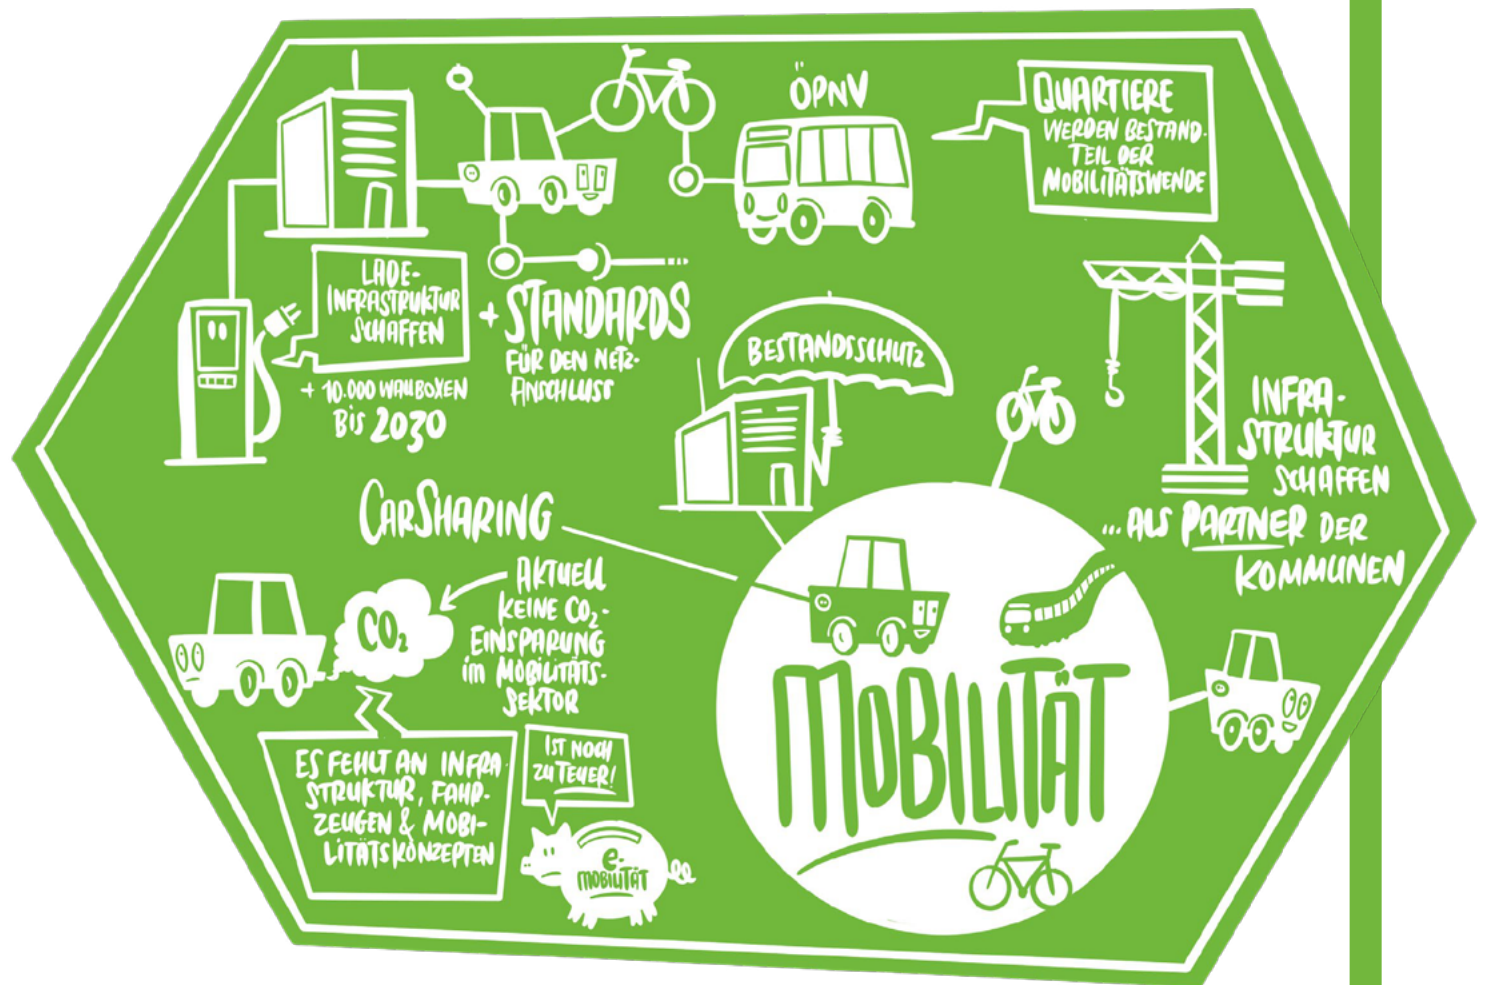 ÖPNV
QUARTIERE
WERDEN BESTAND-
TEIL DER
MOBILITÄTSWENDE
LADE-
INFRASTRUKTUR
SCHAFFEN
+ 10.000 WALLBOXEN
BIS 2030
+ STANDARDS
FÜR DEN NETZ-
ANSCHLUSS
BESTANDSSCHUTZ
INFRA-
STRUKTUR
SCHAFFEN
...ALS PARTNER DER
KOMMUNEN
CARSHARING
CO₂
AKTUELL
KEINE CO₂-
EINSPARUNG
IM MOBILITÄTS-
SEKTOR
ES FEHLT AN INFRA-
STRUKTUR, FAHR-
ZEUGEN & MOBI-
LITÄTSKONZEPTEN
IST NOCH
ZU TEUER!
e-
MOBILITÄT
MOBILITÄT